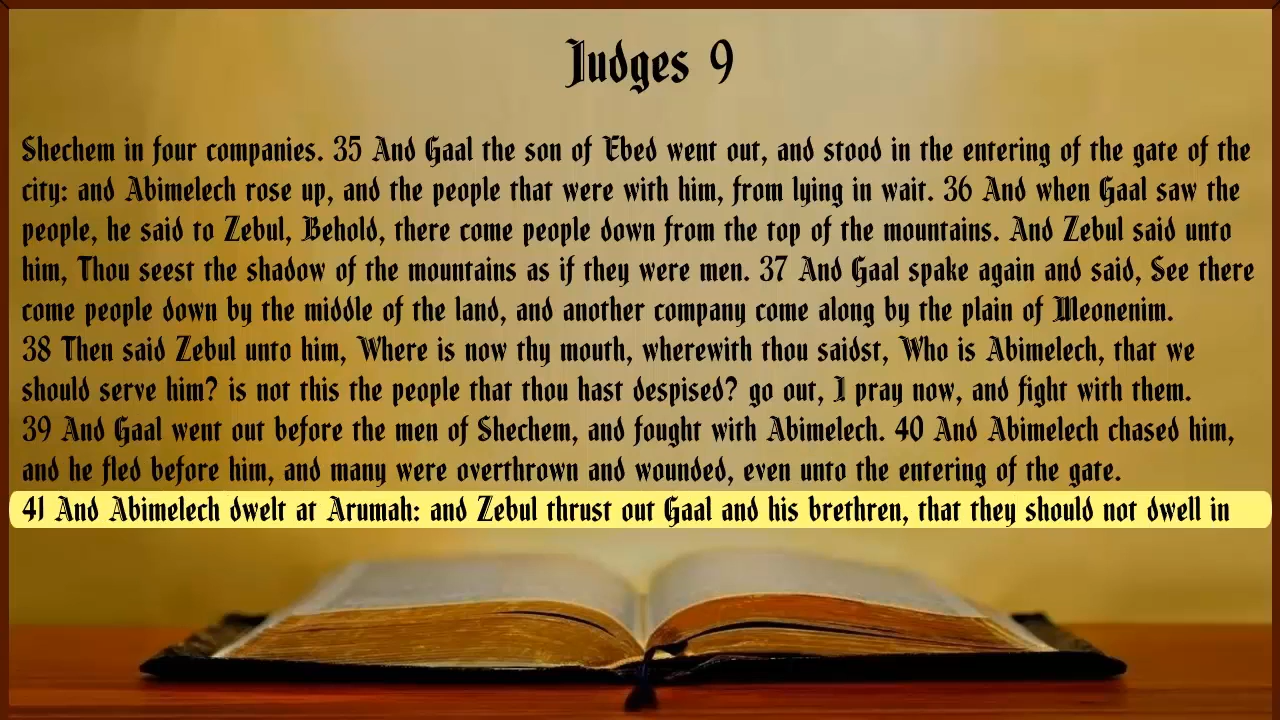 Judges 9
Shechem in four companies. 35 And Gaal the son of Ebed went out, and stood in the entering of the gate of the
city: and Abimelech rose up, and the people that were with him, from lying in wait. 36 And when Gaal saw the
people, he said to Zebul, Behold, there come people down from the top of the mountains. And Zebul said unto
him, Thou seest the shadow of the mountains as if they were men. 37 And Gaal spake again and said, See there
come people down by the middle of the land, and another company come along by the plain of Meonenim.
38 Then said Zebul unto him, Where is now thy mouth, wherewith thou saidst, Who is Abimelech, that we
should serve him? is not this the people that thou hast despised? go out, I pray now, and fight with them.
39 And Gaal went out before the men of Shechem, and fought with Abimelech. 40 And Abimelech chased him,
and he fled before him, and many were overthrown and wounded, even unto the entering of the gate.
41 And Abimelech dwelt at Arumah: and Zebul thrust out Gaal and his brethren, that they should not dwell in